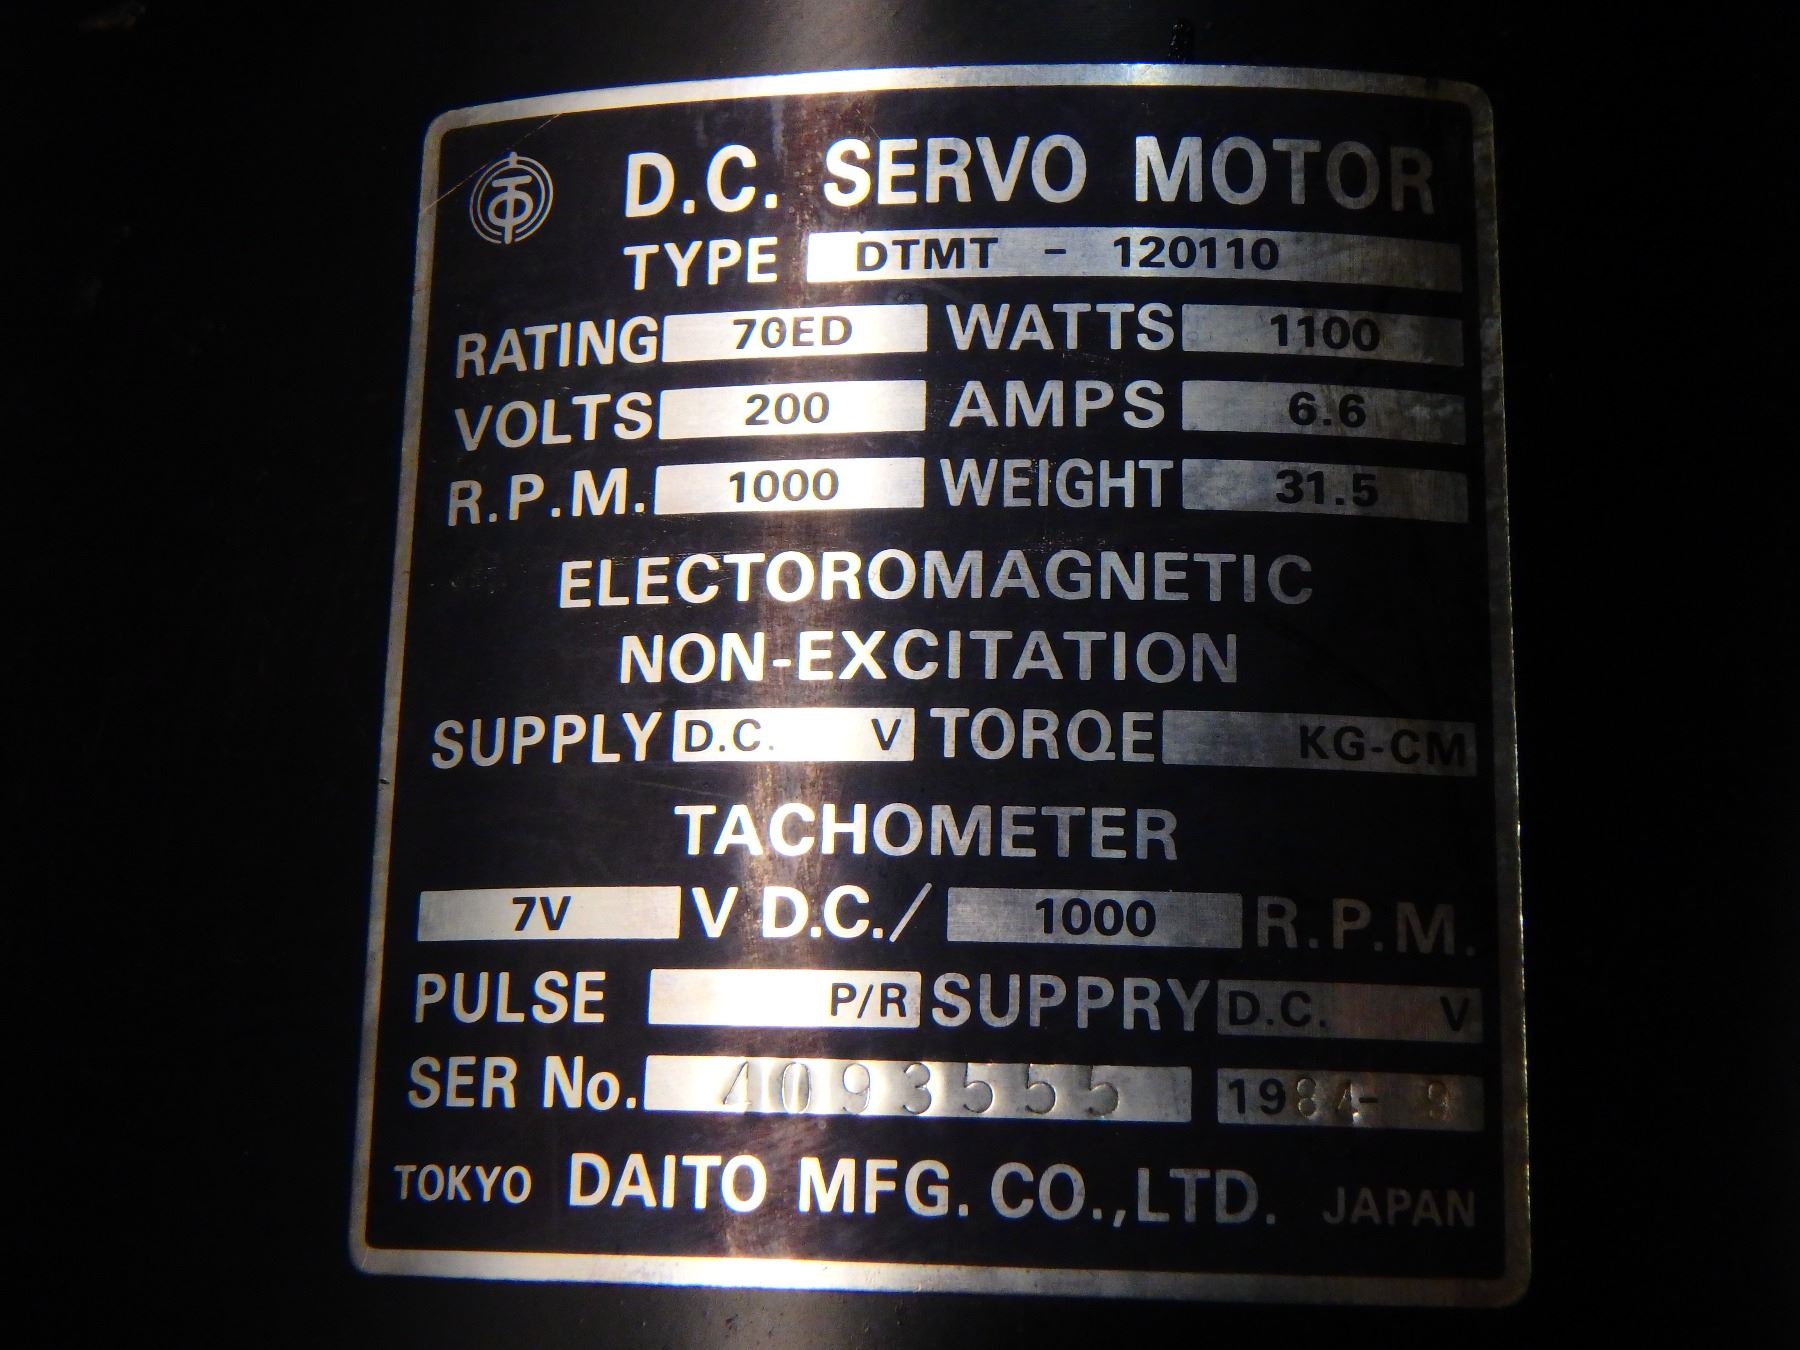 D.C. SERVO MOTOR
TYPE DTMT - 120110
RATING 70ED WATTS 1100
VOLTS 200 AMPS 6.6
R.P.M. 1000 WEIGHT 31.5
ELECTOROMAGNETIC
NON-EXCITATION
SUPPLY D.C. V TORQE KG-CM
TACHOMETER
7V V D.C./ 1000 R.P.M.
PULSE P/R SUPPRY D.C. V
SER No. 4093555 1984- 9
TOKYO DAITO MFG. CO.,LTD. JAPAN